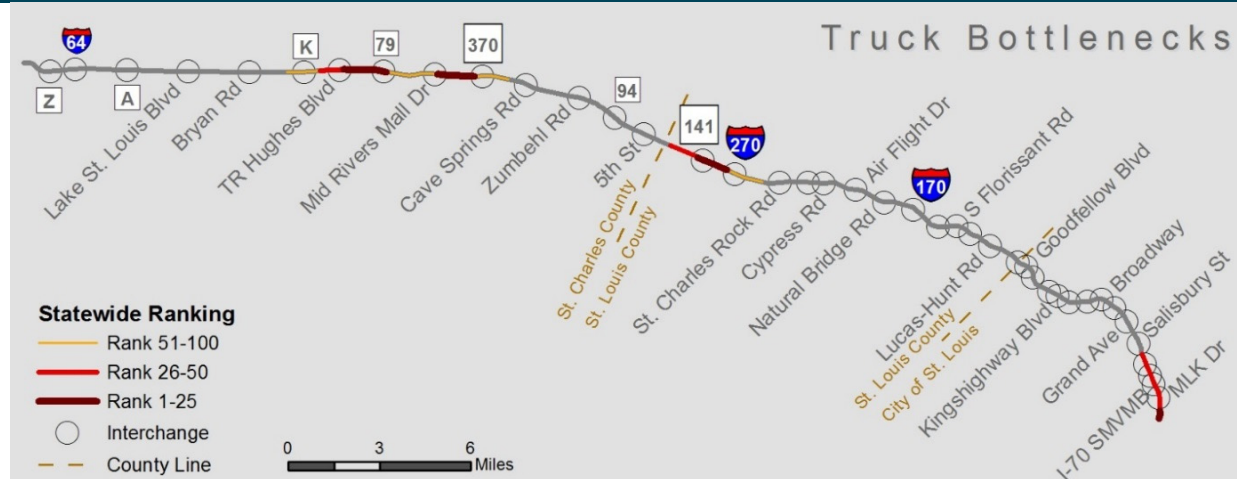 Truck Bottlenecks
64
K
79
370
Z
A
Lake St. Louis Blvd
Bryan Rd
TR Hughes Blvd
Mid Rivers Mall Dr
Cave Springs Rd
Zumbehl Rd
94
5th St
141
270
St. Charles County
St. Louis County
St. Charles Rock Rd
Cypress Rd
Air Flight Dr
Natural Bridge Rd
170
S Florissant Rd
Lucas-Hunt Rd
Goodfellow Blvd
St. Louis County
City of St. Louis
Kingshighway Blvd
Broadway
Grand Ave
Salisbury St
I-70 SMVMB
MLK Dr
Statewide Ranking
Rank 51-100
Rank 26-50
Rank 1-25
Interchange
County Line
0 3 6
Miles